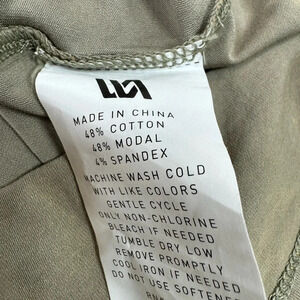 MADE IN CHINA
48% COTTON
48% MODAL
4% SPANDEX
MACHINE WASH COLD
WITH LIKE COLORS
GENTLE CYCLE
ONLY NON-CHLORINE
BLEACH IF NEEDED
TUMBLE DRY LOW
REMOVE PROMPTLY
COOL IRON IF NEEDED
DO NOT USE SOFTENE